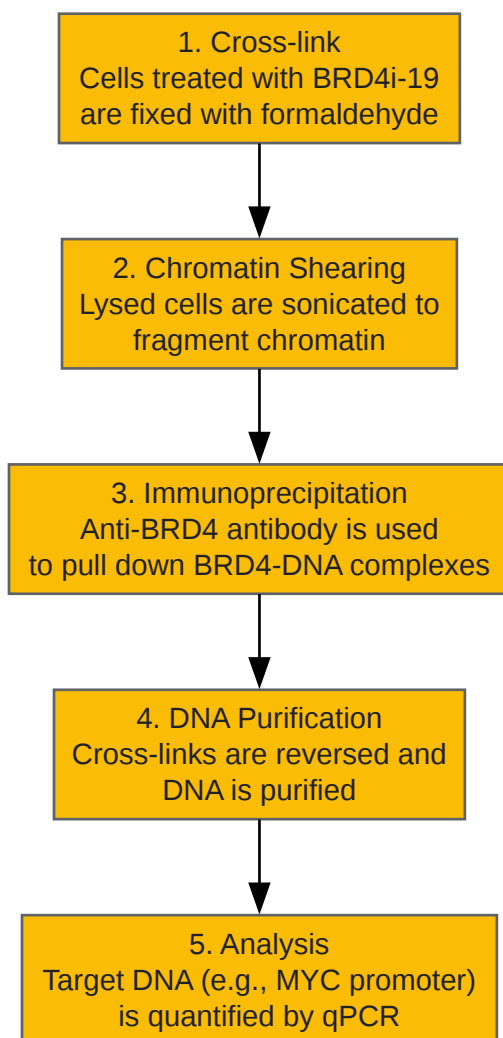 1. Cross-link
Cells treated with BRD4i-19
are fixed with formaldehyde
2. Chromatin Shearing
Lysed cells are sonicated to
fragment chromatin
3. Immunoprecipitation
Anti-BRD4 antibody is used
to pull down BRD4-DNA complexes
4. DNA Purification
Cross-links are reversed and
DNA is purified
5. Analysis
Target DNA (e.g., MYC promoter)
is quantified by qPCR